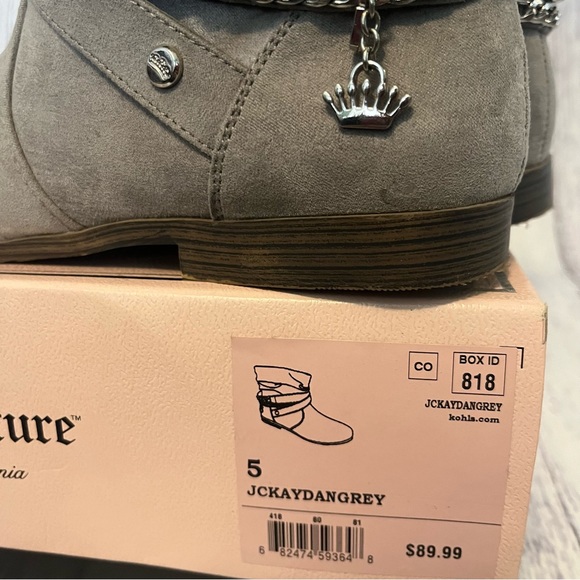 ture™
nia
CO
BOX ID
818
JCKAYDANGREY
kohls.com
5
JCKAYDANGREY
418 60 81
6 82474 59364 8
$89.99